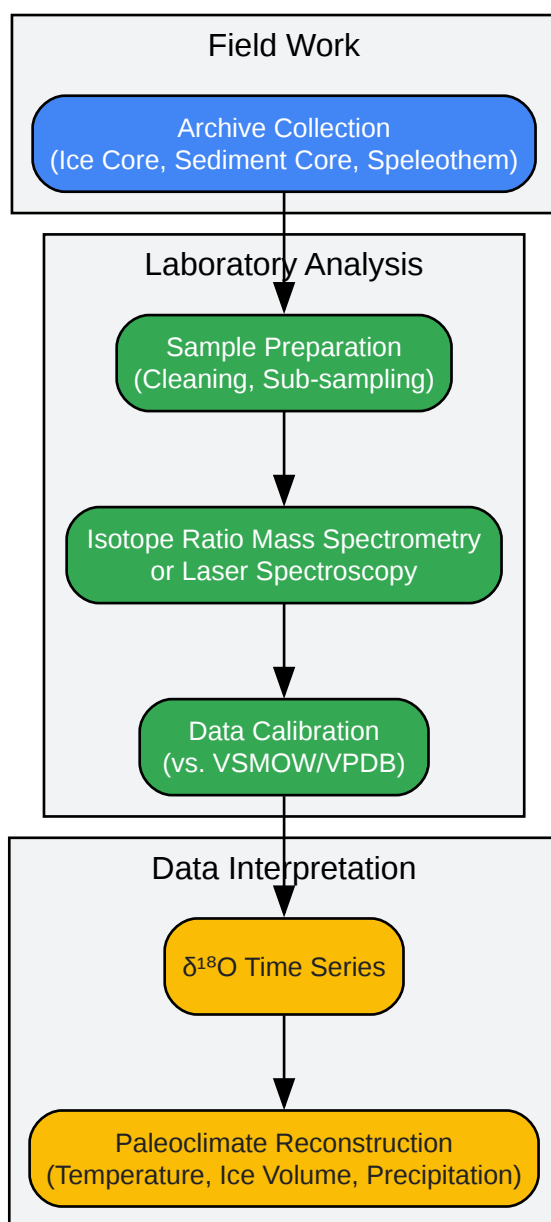 Field Work
Archive Collection
(Ice Core, Sediment Core, Speleothem)
Laboratory Analysis
Sample Preparation
(Cleaning, Sub-sampling)
Isotope Ratio Mass Spectrometry
or Laser Spectroscopy
Data Calibration
(vs. VSMOW/VPDB)
Data Interpretation
δ¹⁸O Time Series
Paleoclimate Reconstruction
(Temperature, Ice Volume, Precipitation)